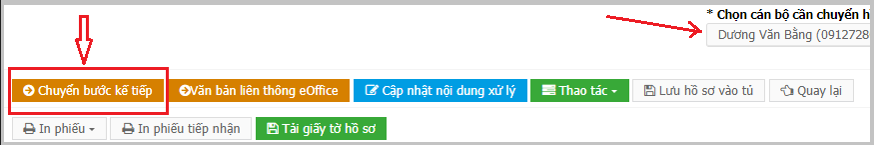 * Chọn cán bộ cần chuyển h
Dương Văn Bằng (0912728
Chuyển bước kế tiếp Văn bản liên thông eOffice Cập nhật nội dung xử lý Thao tác Lưu hồ sơ vào tủ Quay lại
In phiếu In phiếu tiếp nhận Tải giấy tờ hồ sơ